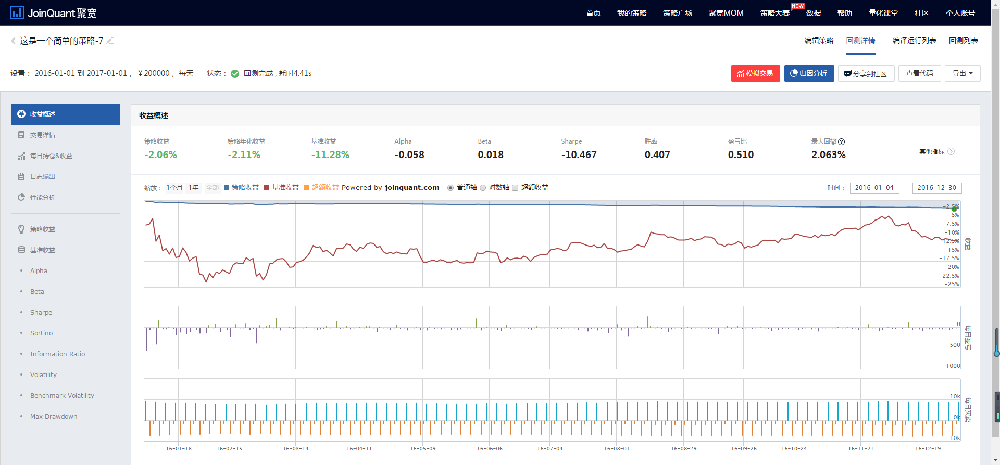 JoinQuant 聚宽
首页 我的策略 策略广场 聚宽MOM 策略大赛 NEW 数据 帮助 量化课堂 社区 个人账号
这是一个简单的策略-7
编辑策略 回测详情 编译运行列表 回测列表
设置： 2016-01-01 到 2017-01-01， ￥200000， 每天 状态： 回测完成 , 耗时4.41s
模拟交易 归因分析 分享到社区 查看代码 导出
收益概述
交易详情
每日持仓&收益
日志输出
性能分析
策略收益
基准收益
Alpha
Beta
Sharpe
Sortino
Information Ratio
Volatility
Benchmark Volatility
Max Drawdown
收益概述
策略收益 策略年化收益 基准收益 Alpha Beta Sharpe 胜率 盈亏比 最大回撤
-2.06% -2.11% -11.28% -0.058 0.018 -10.467 0.407 0.510 2.063%
其他指标
缩放： 1个月 1年 全部 策略收益 基准收益 超额收益 Powered by joinquant.com 普通轴 对数轴 超额收益
时间： 2016-01-04 - 2016-12-30
-2.5%
-5%
-7.5%
-10%
-12.5%
-15%
-17.5%
-20%
-22.5%
-25%
收益
0
-500
-1000
每日盈亏
10k
0k
-10k
每日买卖
16-01-18 16-02-15 16-03-14 16-04-11 16-05-09 16-06-06 16-07-04 16-08-01 16-08-29 16-09-26 16-10-24 16-11-21 16-12-19